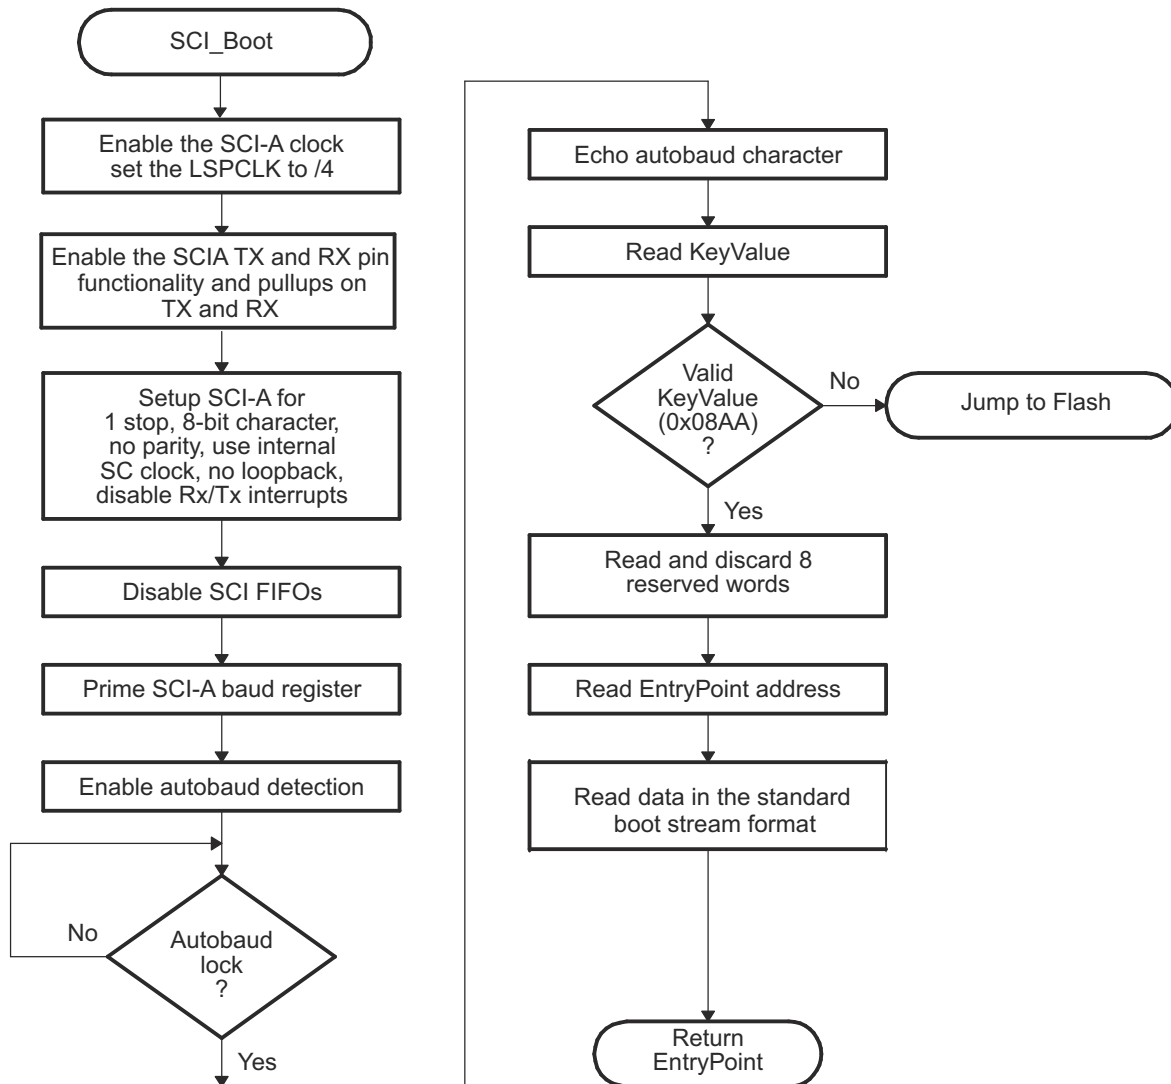 SCI_Boot
Enable the SCI-A clock
set the LSPCLK to /4
Enable the SCIA TX and RX pin
functionality and pullups on
TX and RX
Setup SCI-A for
1 stop, 8-bit character,
no parity, use internal
SC clock, no loopback,
disable Rx/Tx interrupts
Disable SCI FIFOs
Prime SCI-A baud register
Enable autobaud detection
No
Autobaud
lock
?
Yes
Echo autobaud character
Read KeyValue
Valid
KeyValue
(0x08AA)
?
No
Jump to Flash
Yes
Read and discard 8
reserved words
Read EntryPoint address
Read data in the standard
boot stream format
Return
EntryPoint